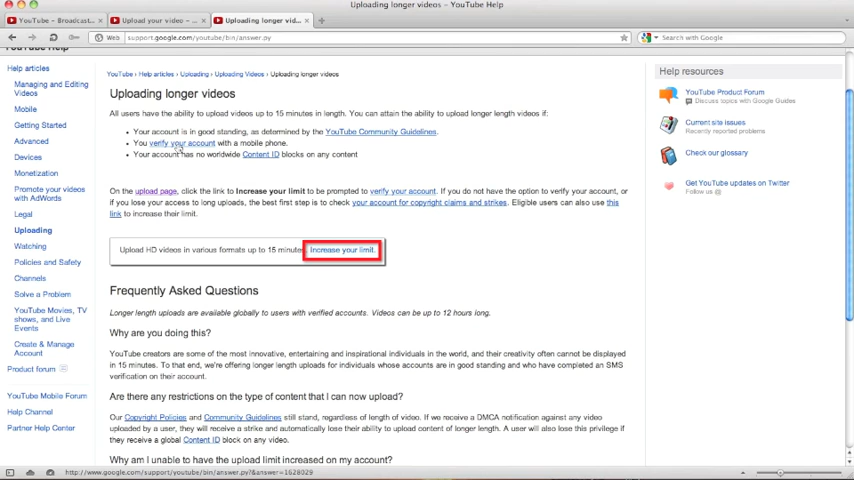 Uploading longer videos - YouTube Help
YouTube - Broadcast...
Upload your video - ...
Uploading longer vid...
Web
support.google.com/youtube/bin/answer.py
Search with Google
YouTube Help
Help articles
Managing and Editing
Videos
Mobile
Getting Started
Advanced
Devices
Monetization
Promote your videos
with AdWords
Legal
Uploading
Watching
Policies and Safety
Channels
Solve a Problem
YouTube Movies, TV
shows, and Live
Events
Create & Manage
Account
Product forum
YouTube Mobile Forum
Help Channel
Partner Help Center
YouTube › Help articles › Uploading › Uploading Videos › Uploading longer videos
Uploading longer videos
All users have the ability to upload videos up to 15 minutes in length. You can attain the ability to upload longer length videos if:
• Your account is in good standing, as determined by the YouTube Community Guidelines.
• You verify your account with a mobile phone.
• Your account has no worldwide Content ID blocks on any content
On the upload page, click the link to Increase your limit to be prompted to verify your account. If you do not have the option to verify your account, or
if you lose your access to long uploads, the best first step is to check your account for copyright claims and strikes. Eligible users can also use this
link to increase their limit.
Upload HD videos in various formats up to 15 minutes Increase your limit.
Frequently Asked Questions
Longer length uploads are available globally to users with verified accounts. Videos can be up to 12 hours long.
Why are you doing this?
YouTube creators are some of the most innovative, entertaining and inspirational individuals in the world, and their creativity often cannot be displayed
in 15 minutes. To that end, we're offering longer length uploads for individuals whose accounts are in good standing and who have completed an SMS
verification on their account.
Are there any restrictions on the type of content that I can now upload?
Our Copyright Policies and Community Guidelines still stand, regardless of length of video. If we receive a DMCA notification against any video
uploaded by a user, they will receive a strike and automatically lose their ability to upload content of longer length. A user will also lose this privilege if
they receive a global Content ID block on any video.
Why am I unable to have the upload limit increased on my account?
Help resources
YouTube Product Forum
Discuss topics with Google Guides
Current site issues
Recently reported problems
Check our glossary
Get YouTube updates on Twitter
Follow us @
http://www.google.com/support/youtube/bin/answer.py?&answer=1628029